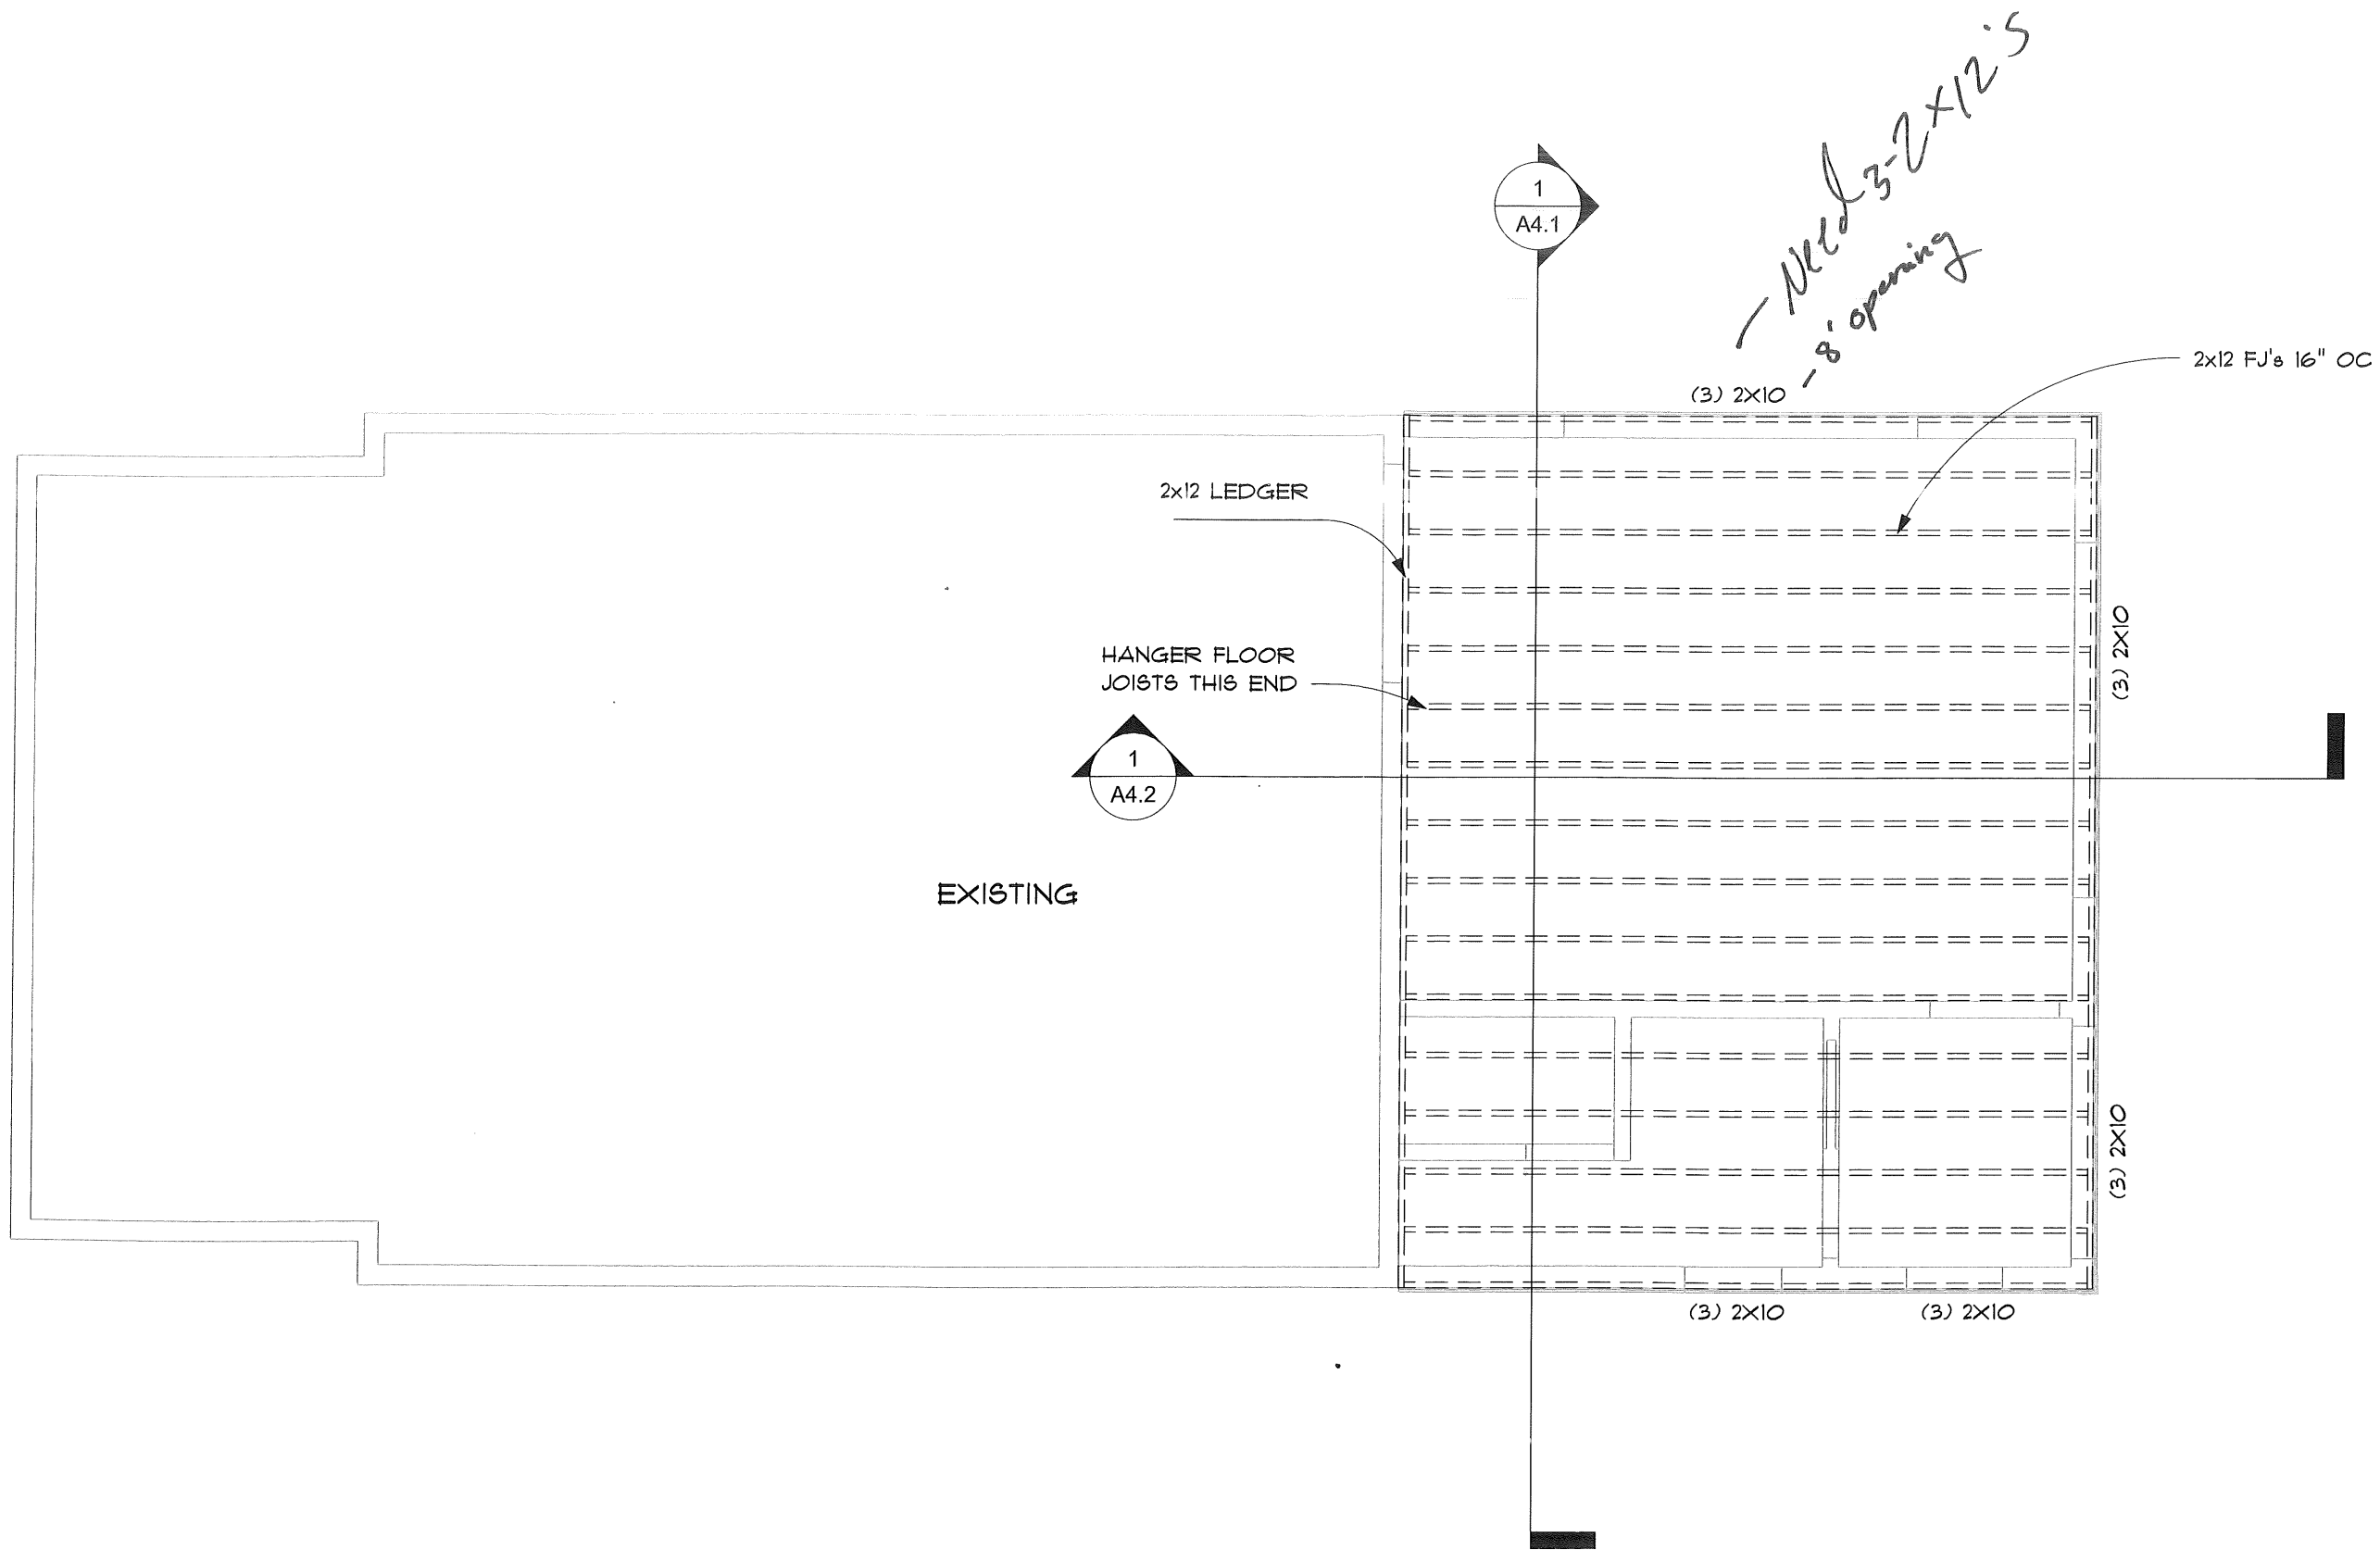 - Need 3-2x12's
- 8' opening
1
A4.1
2x12 FJ's 16" OC
(3) 2X10
2x12 LEDGER
HANGER FLOOR
JOISTS THIS END
(3) 2X10
1
A4.2
EXISTING
(3) 2X10
(3) 2X10
(3) 2X10